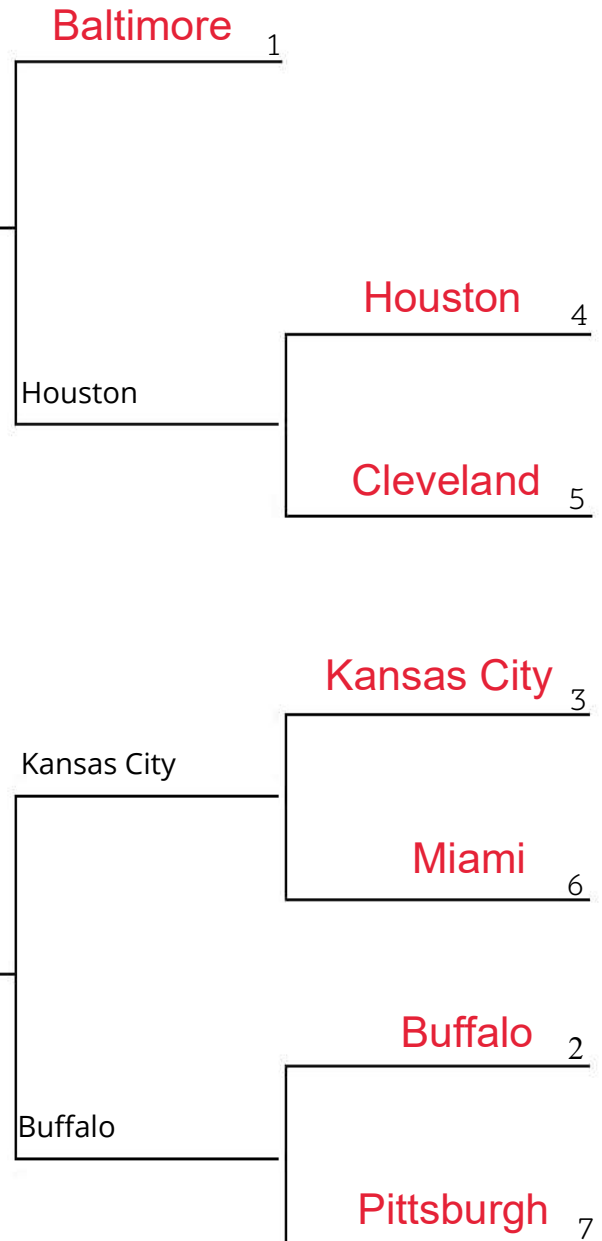 Baltimore
1
Houston
4
Houston
Cleveland
5
Kansas City
3
Kansas City
Miami
6
Buffalo
2
Buffalo
Pittsburgh
7